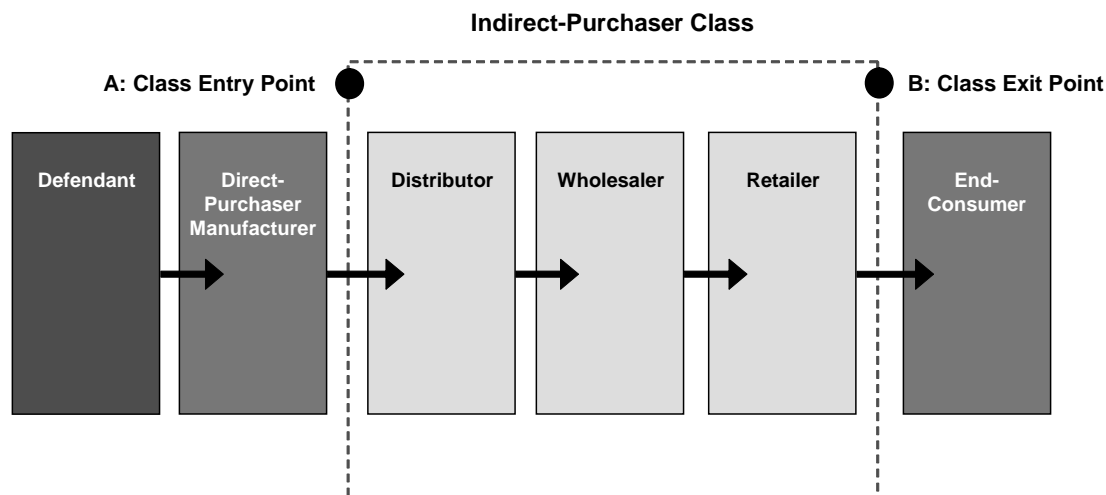 Indirect-Purchaser Class
A: Class Entry Point
B: Class Exit Point
Defendant
Direct-
Purchaser
Manufacturer
Distributor
Wholesaler
Retailer
End-
Consumer